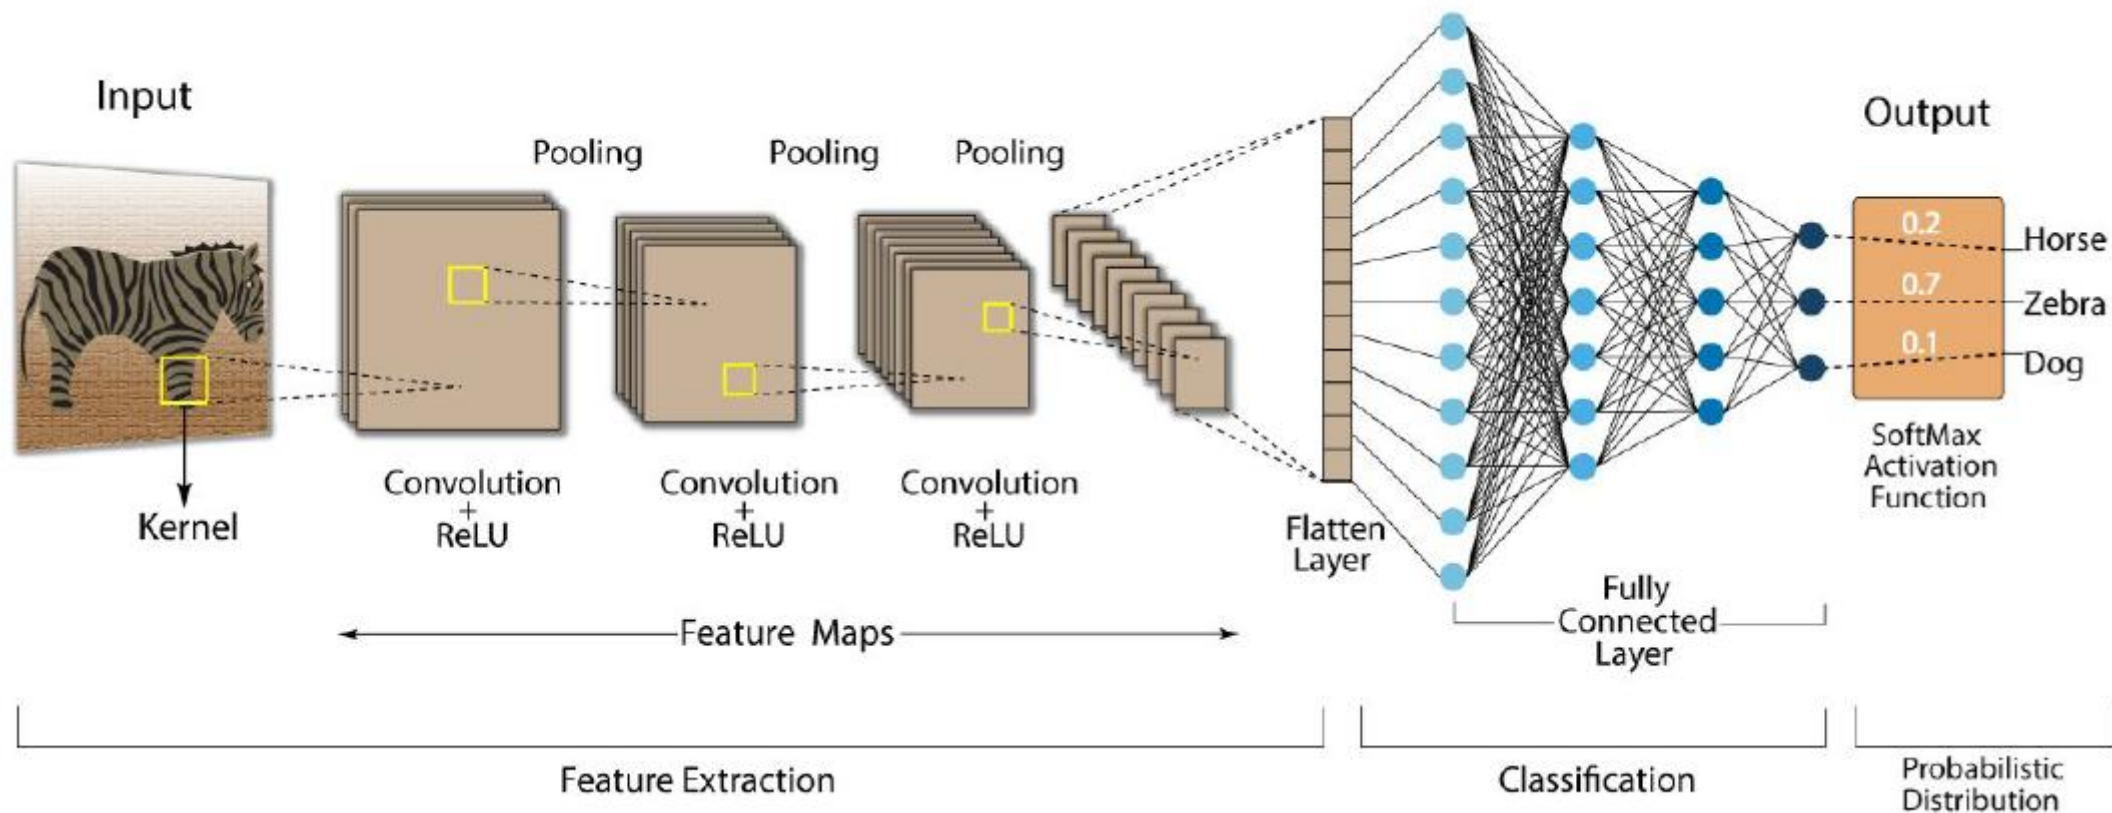 Input
Pooling
Pooling
Pooling
Output
0.2
Horse
0.7
Zebra
0.1
Dog
SoftMax
Activation
Function
Kernel
Convolution
+
ReLU
Convolution
+
ReLU
Convolution
+
ReLU
Flatten
Layer
Fully
Connected
Layer
Feature Maps
Feature Extraction
Classification
Probabilistic
Distribution